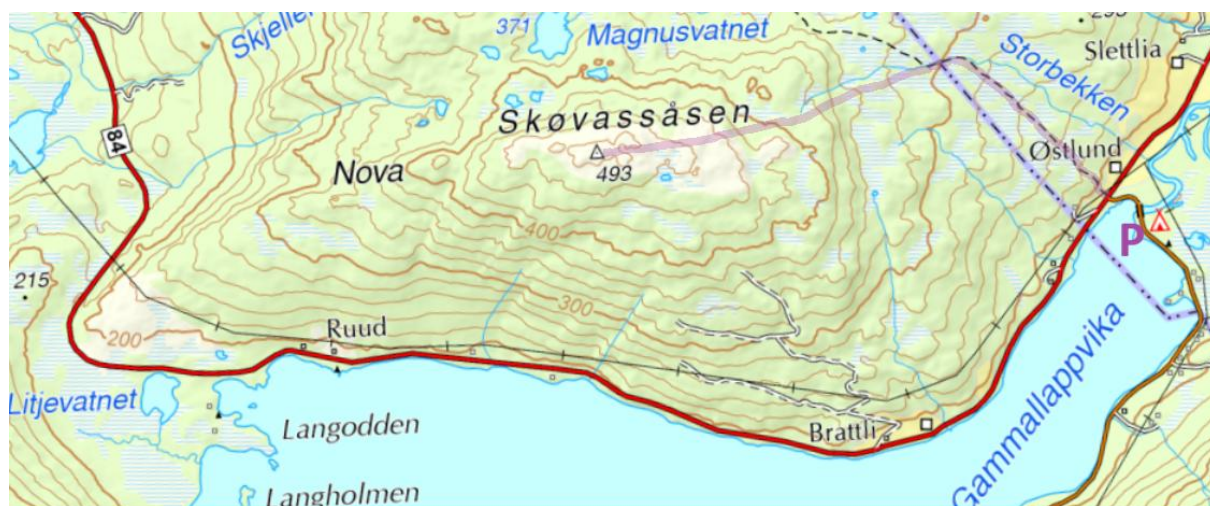 371
Magnusvatnet
Storbekken
Slettlia
84
Skøvassåsen
Nova
493
Østlund
400
P
215
300
200
Ruud
Gammallappvika
Litjevatnet
Langodden
Brattli
Langholmen